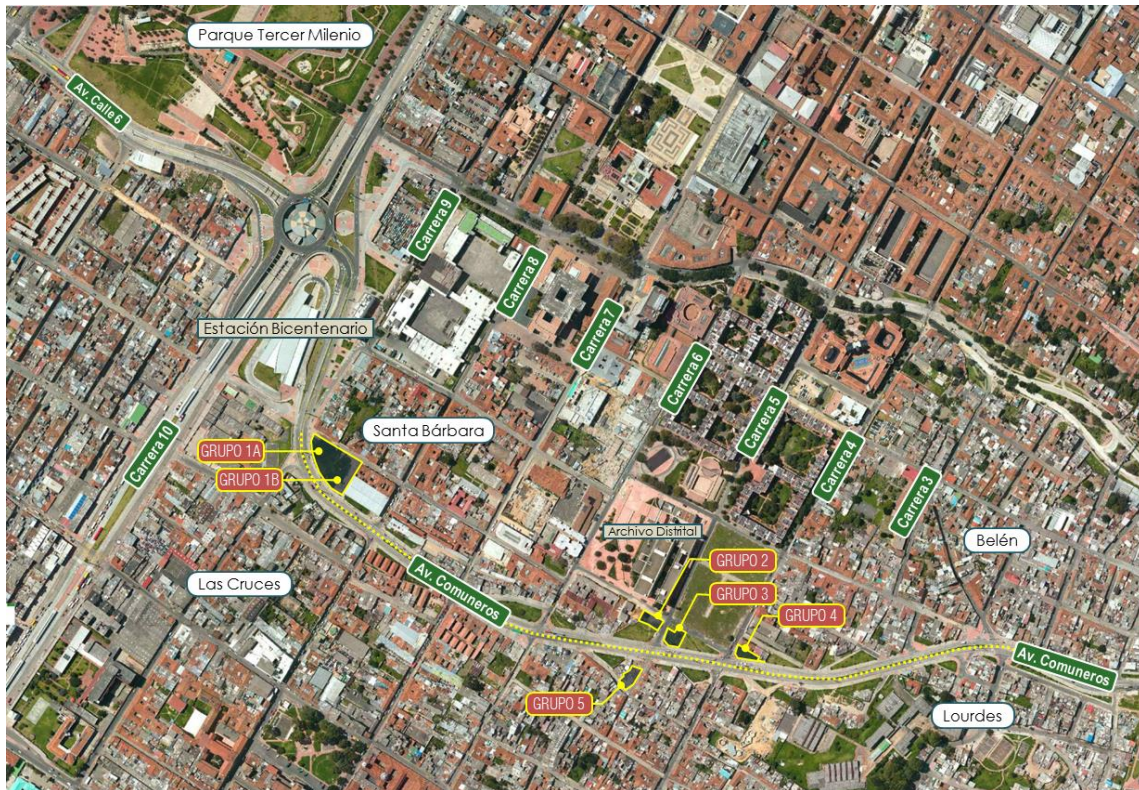 Parque Tercer Milenio
Av. Calle 6
Carrera 9
Carrera 8
Estación Bicentenario
Carrera 7
Carrera 6
Carrera 5
Carrera 4
Carrera 3
Carrera 10
Santa Bárbara
GRUPO 1A
GRUPO 1B
Archivo Distrital
Belén
Las Cruces
Av. Comuneros
GRUPO 2
GRUPO 3
GRUPO 4
Av. Comuneros
GRUPO 5
Lourdes